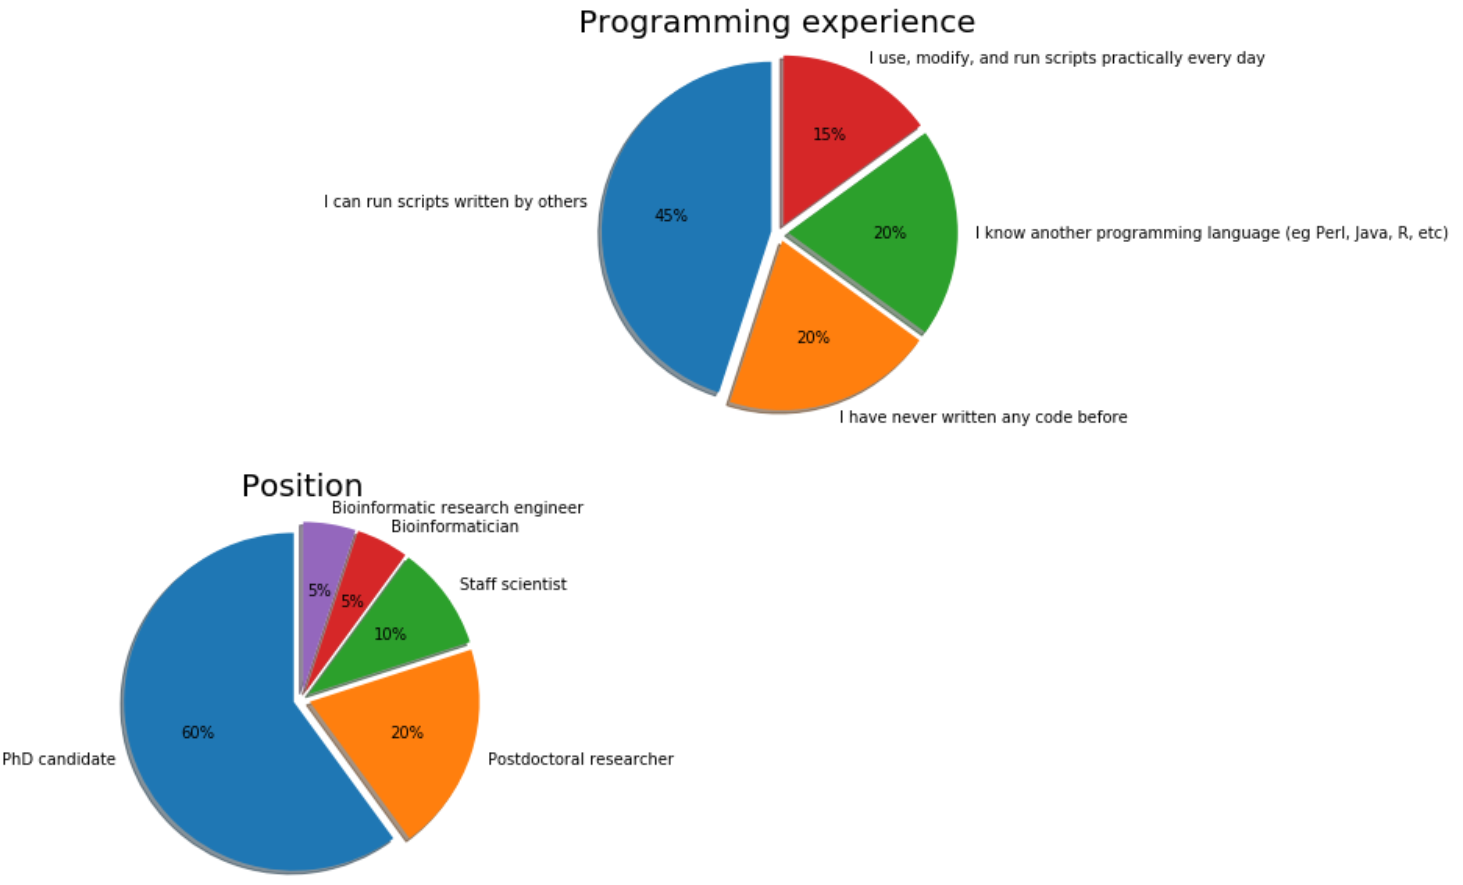 Programming experience
I use, modify, and run scripts practically every day
15%
I can run scripts written by others
45%
20%
I know another programming language (eg Perl, Java, R, etc)
20%
I have never written any code before
Position
Bioinformatic research engineer
Bioinformatician
5%
5%
Staff scientist
10%
60%
20%
PhD candidate
Postdoctoral researcher